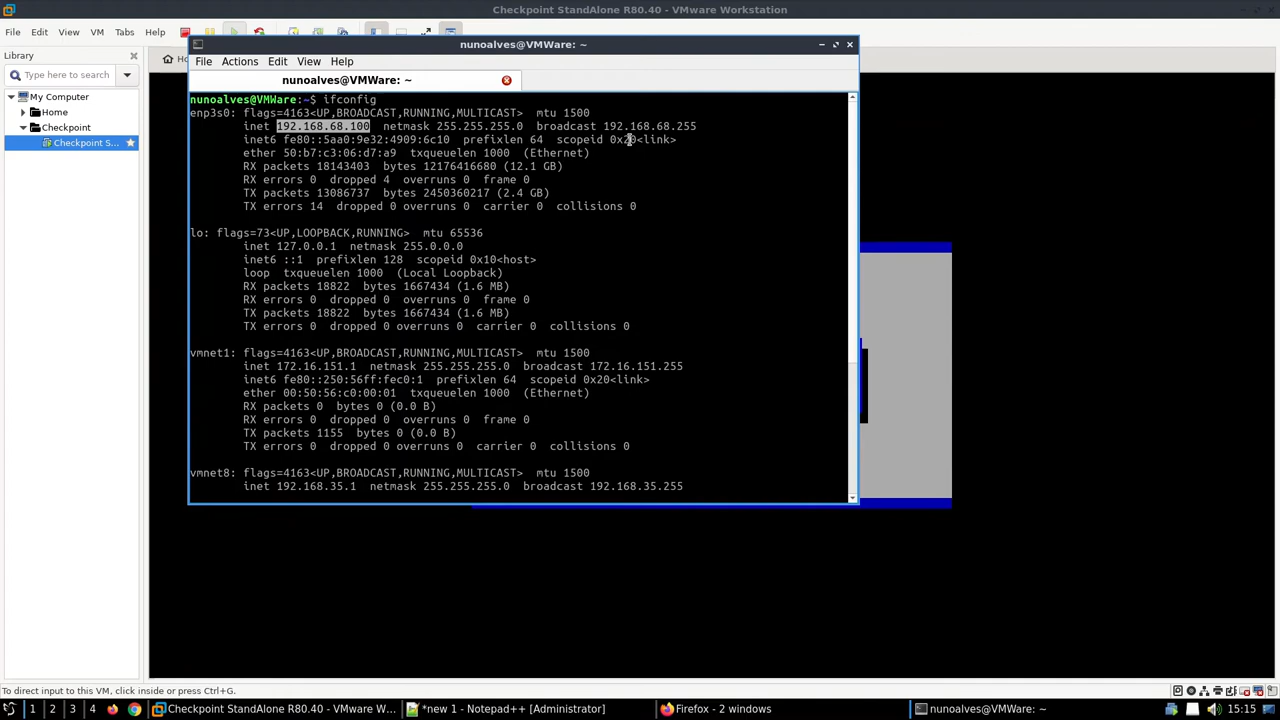 Checkpoint StandAlone R80.40 - VMware Workstation
File Edit View VM Tabs Help
nunoalves@VMWare: ~
Library
File Actions Edit View Help
Type here to search
nunoalves@VMWare: ~
My Computer
Home
Checkpoint
Checkpoint S...
nunoalves@VMWare:~$ ifconfig
enp3s0: flags=4163<UP,BROADCAST,RUNNING,MULTICAST> mtu 1500
inet 192.168.68.100 netmask 255.255.255.0 broadcast 192.168.68.255
inet6 fe80::5aa0:9e32:4909:6c10 prefixlen 64 scopeid 0x20<link>
ether 50:b7:c3:06:d7:a9 txqueuelen 1000 (Ethernet)
RX packets 18143403 bytes 12176416680 (12.1 GB)
RX errors 0 dropped 4 overruns 0 frame 0
TX packets 13086737 bytes 2450360217 (2.4 GB)
TX errors 14 dropped 0 overruns 0 carrier 0 collisions 0
lo: flags=73<UP,LOOPBACK,RUNNING> mtu 65536
inet 127.0.0.1 netmask 255.0.0.0
inet6 ::1 prefixlen 128 scopeid 0x10<host>
loop txqueuelen 1000 (Local Loopback)
RX packets 18822 bytes 1667434 (1.6 MB)
RX errors 0 dropped 0 overruns 0 frame 0
TX packets 18822 bytes 1667434 (1.6 MB)
TX errors 0 dropped 0 overruns 0 carrier 0 collisions 0
vmnet1: flags=4163<UP,BROADCAST,RUNNING,MULTICAST> mtu 1500
inet 172.16.151.1 netmask 255.255.255.0 broadcast 172.16.151.255
inet6 fe80::250:56ff:fec0:1 prefixlen 64 scopeid 0x20<link>
ether 00:50:56:c0:00:01 txqueuelen 1000 (Ethernet)
RX packets 0 bytes 0 (0.0 B)
RX errors 0 dropped 0 overruns 0 frame 0
TX packets 1155 bytes 0 (0.0 B)
TX errors 0 dropped 0 overruns 0 carrier 0 collisions 0
vmnet8: flags=4163<UP,BROADCAST,RUNNING,MULTICAST> mtu 1500
inet 192.168.35.1 netmask 255.255.255.0 broadcast 192.168.35.255
To direct input to this VM, click inside or press Ctrl+G.
1 2 3 4 Checkpoint StandAlone R80.40 - VMware W... *new 1 - Notepad++ [Administrator] Firefox - 2 windows nunoalves@VMWare: ~ 15:15